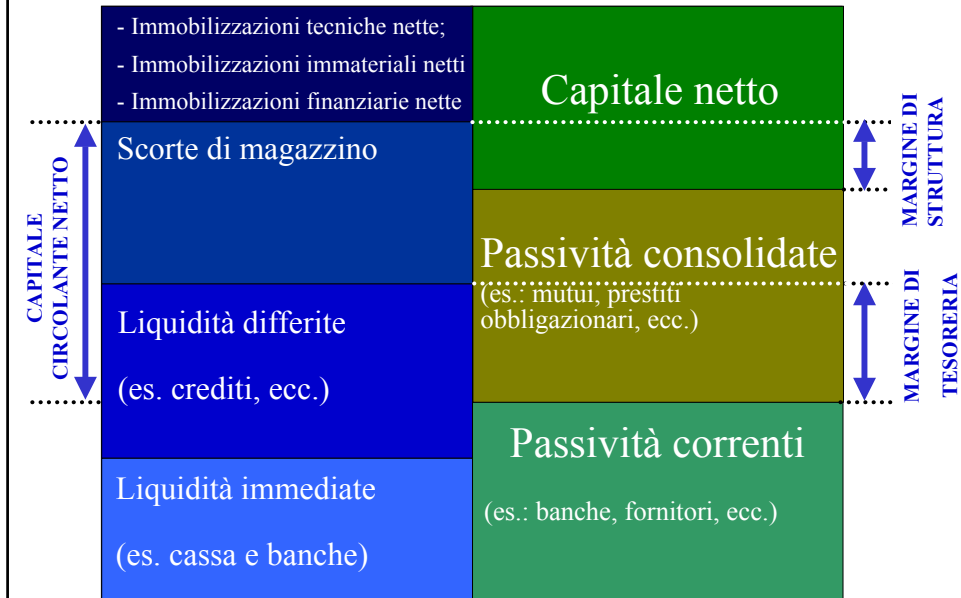 - Immobilizzazioni tecniche nette;
- Immobilizzazioni immateriali netti
- Immobilizzazioni finanziarie nette
Capitale netto
Scorte di magazzino
CAPITALE
CIRCOLANTE NETTO
MARGINE DI
STRUTTURA
Passività consolidate
(es.: mutui, prestiti
obbligazionari, ecc.)
Liquidità differite
(es. crediti, ecc.)
MARGINE DI
TESORERIA
Passività correnti
(es.: banche, fornitori, ecc.)
Liquidità immediate
(es. cassa e banche)